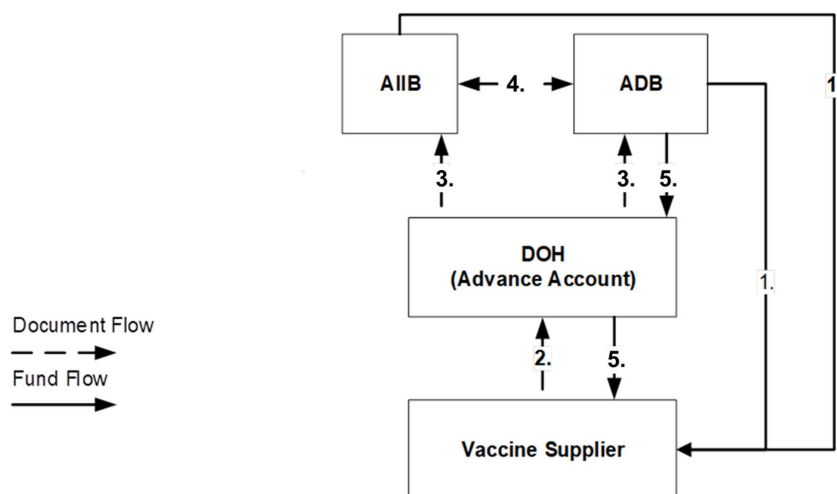 1
AIIB
4.
ADB
3.
3.
5.
DOH
(Advance Account)
1.
Document Flow
2.
5.
Fund Flow
Vaccine Supplier